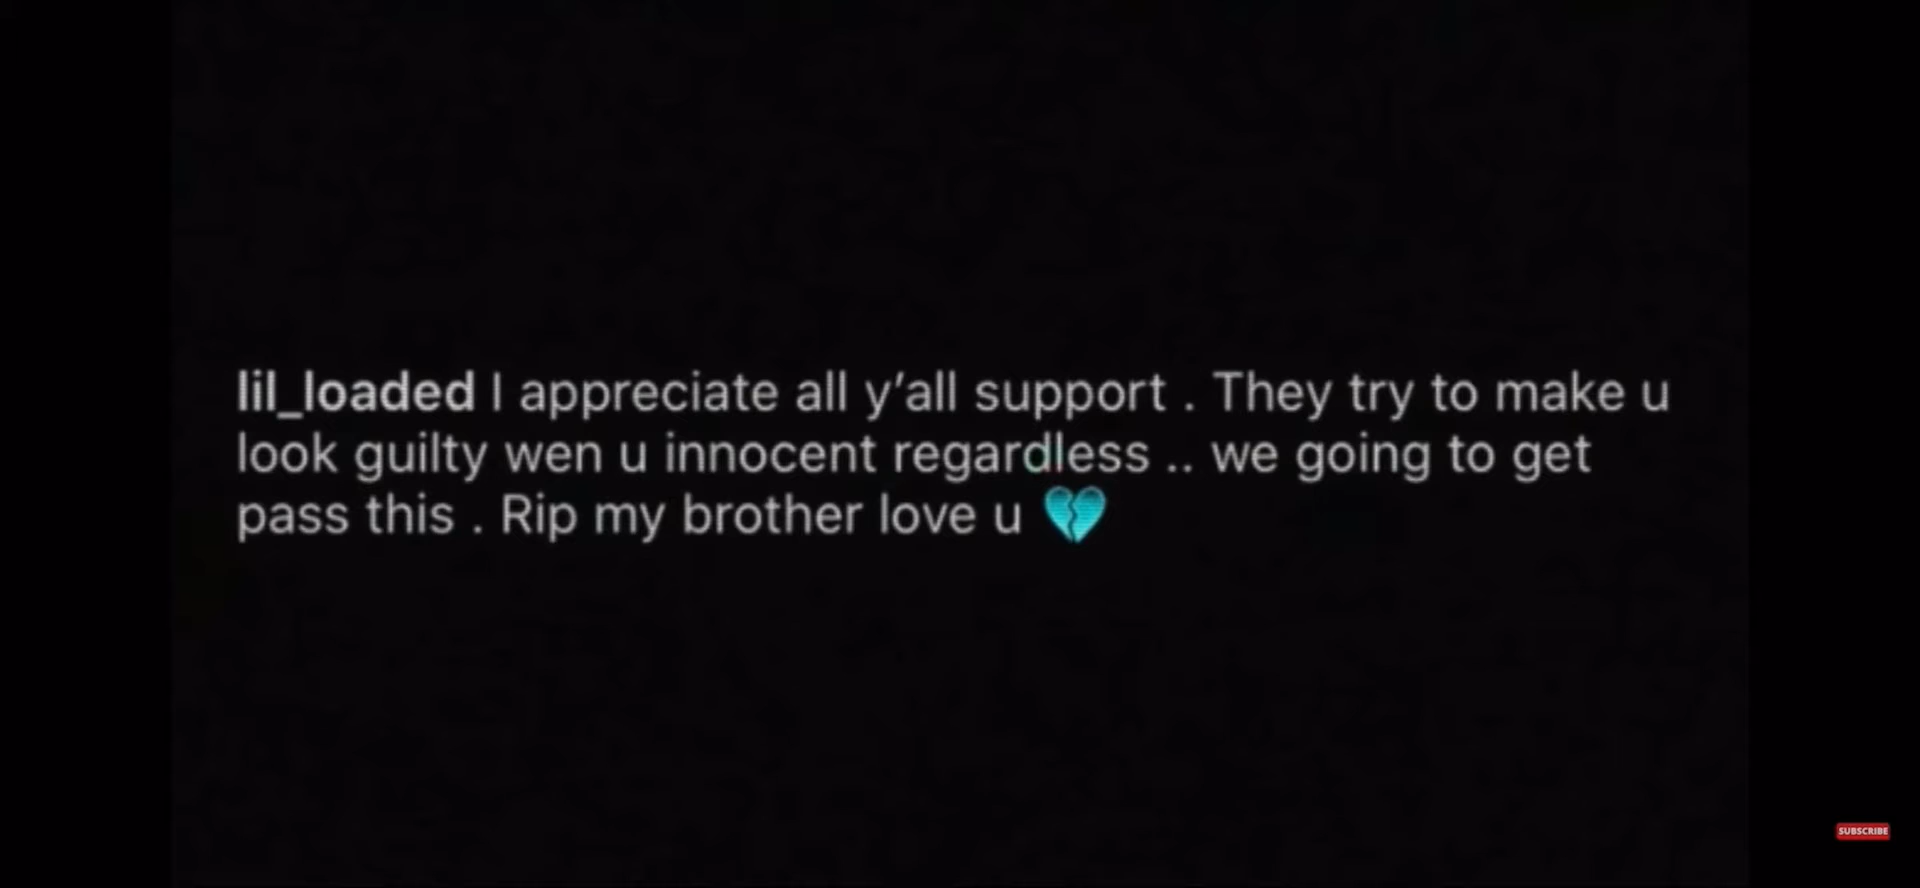 lil_loaded I appreciate all y’all support . They try to make u
look guilty wen u innocent regardless .. we going to get
pass this . Rip my brother love u 💔
SUBSCRIBE